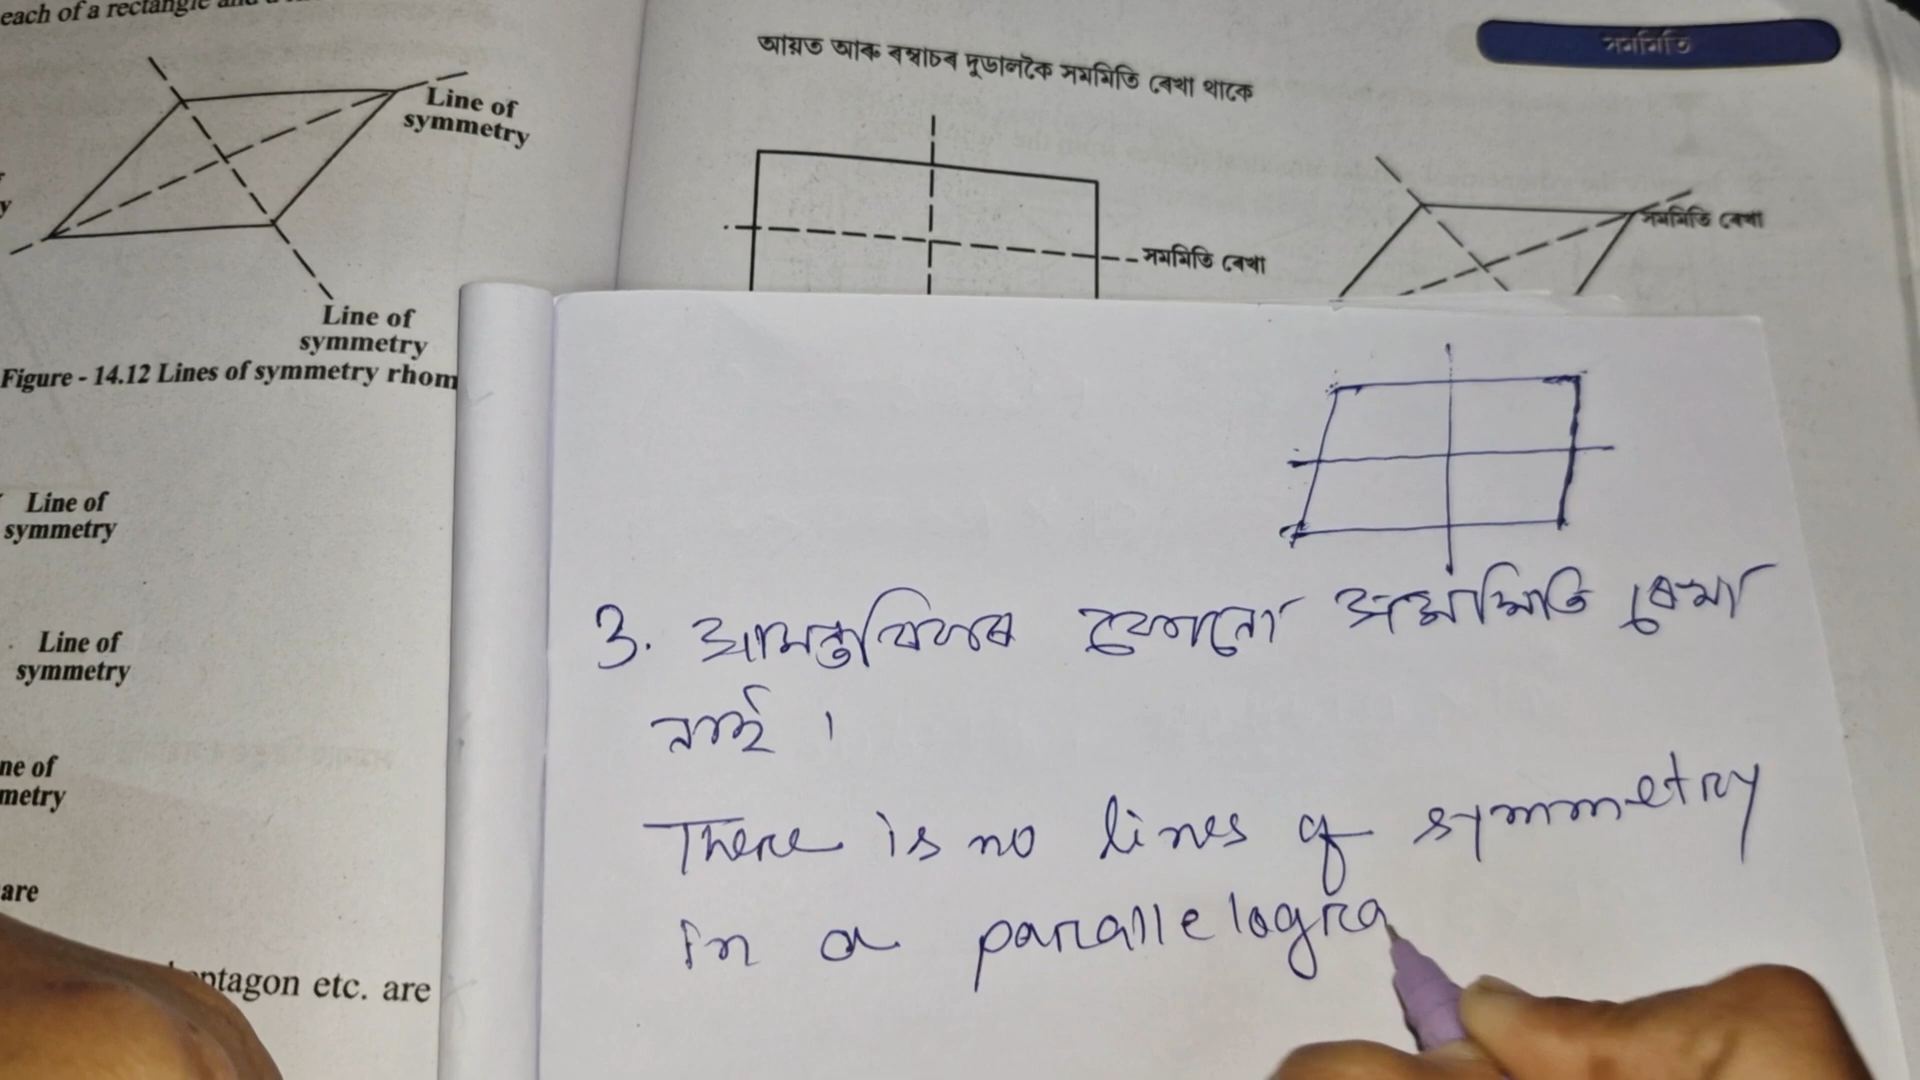 each of a rectangle
Line of
symmetry
Line of
symmetry
Figure - 14.12 Lines of symmetry rhom
Line of
symmetry
Line of
symmetry
ne of
metry
are
ptagon etc. are
সমমিতি
আয়ত আৰু ৰম্বাচৰ দুডালকৈ সমমিতি ৰেখা থাকে
সমমিতি ৰেখা
সমমিতি ৰেখা
3. সামন্তৰিকৰ কোনো সমমিতি ৰেখা
নাই ।
There is no lines of symmetry
in a parallelogra